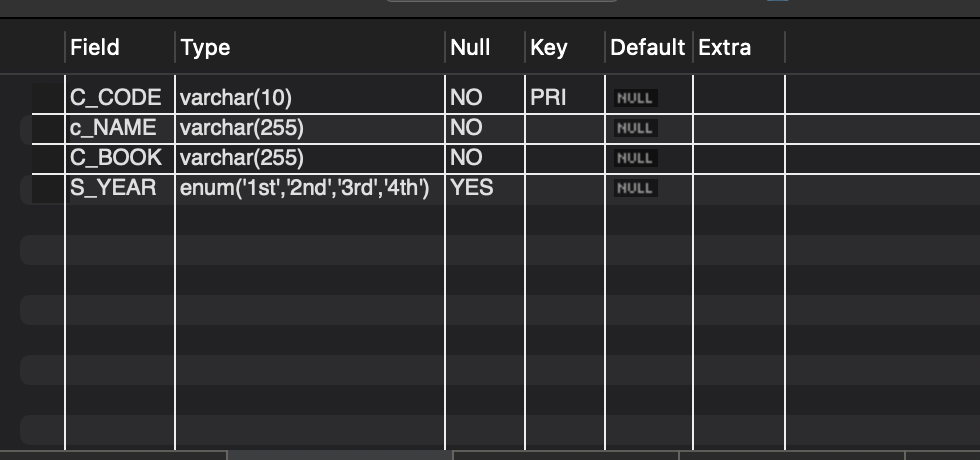 Field Type Null Key Default Extra
C_CODE varchar(10) NO PRI NULL
c_NAME varchar(255) NO NULL
C_BOOK varchar(255) NO NULL
S_YEAR enum('1st','2nd','3rd','4th') YES NULL